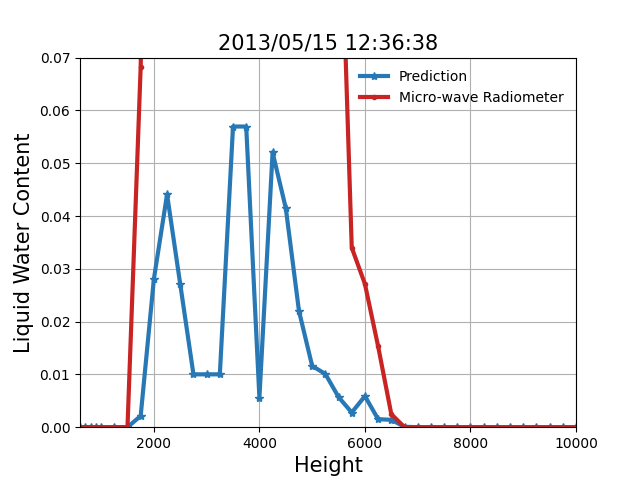 2013/05/15 12:36:38
0.07
0.06
0.05
0.04
0.03
0.02
0.01
0.00
Liquid Water Content
Prediction
Micro-wave Radiometer
2000 4000 6000 8000 10000
Height